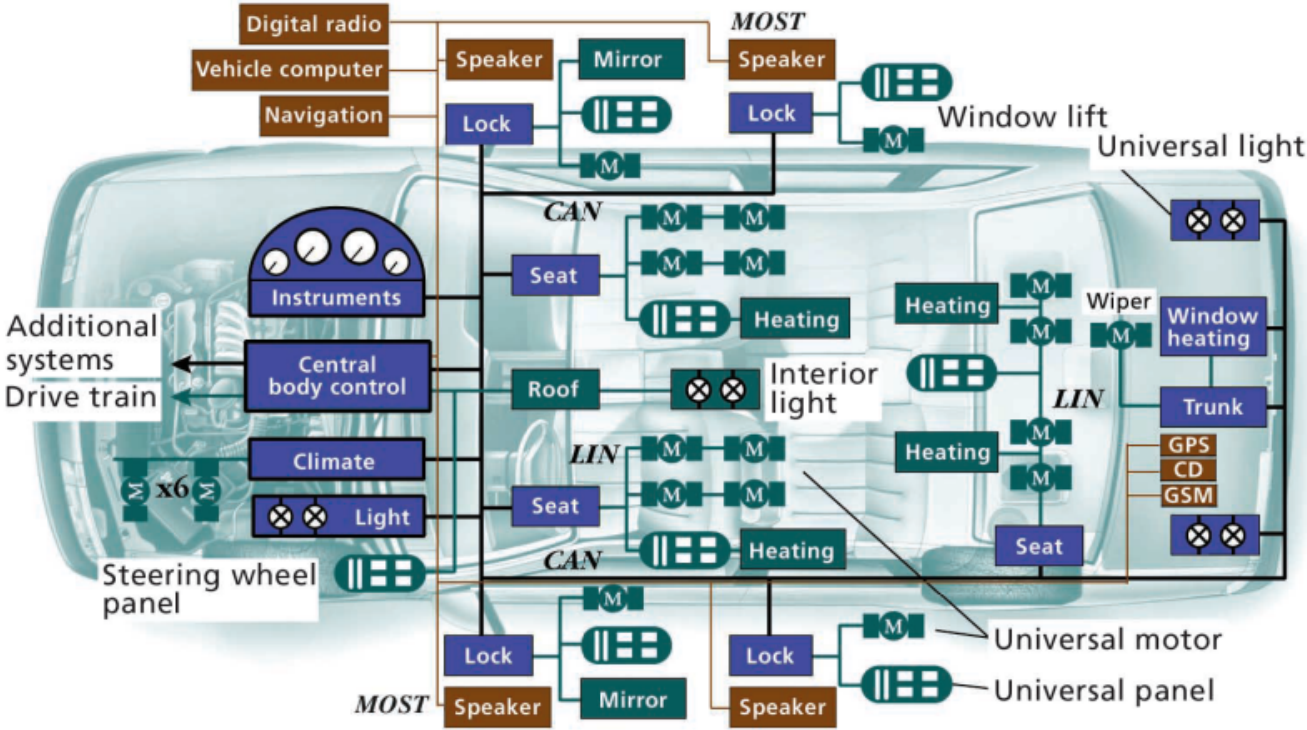 Digital radio
MOST
Speaker
Mirror
Speaker
Vehicle computer
Navigation
Lock
Lock
M
Window lift
M
Universal light
CAN
M M
Instruments
Seat
M M
Heating
Heating
M
Wiper
M
Window
heating
M
Additional
systems
Drive train
Central
body control
Roof
Interior
light
LIN
Trunk
LIN
M M
Heating
M
GPS
CD
GSM
Climate
M x6 M
Light
Seat
M M
M
Heating
CAN
Seat
Steering wheel
panel
M
Lock
Lock
M
Universal motor
Mirror
Universal panel
MOST
Speaker
Speaker